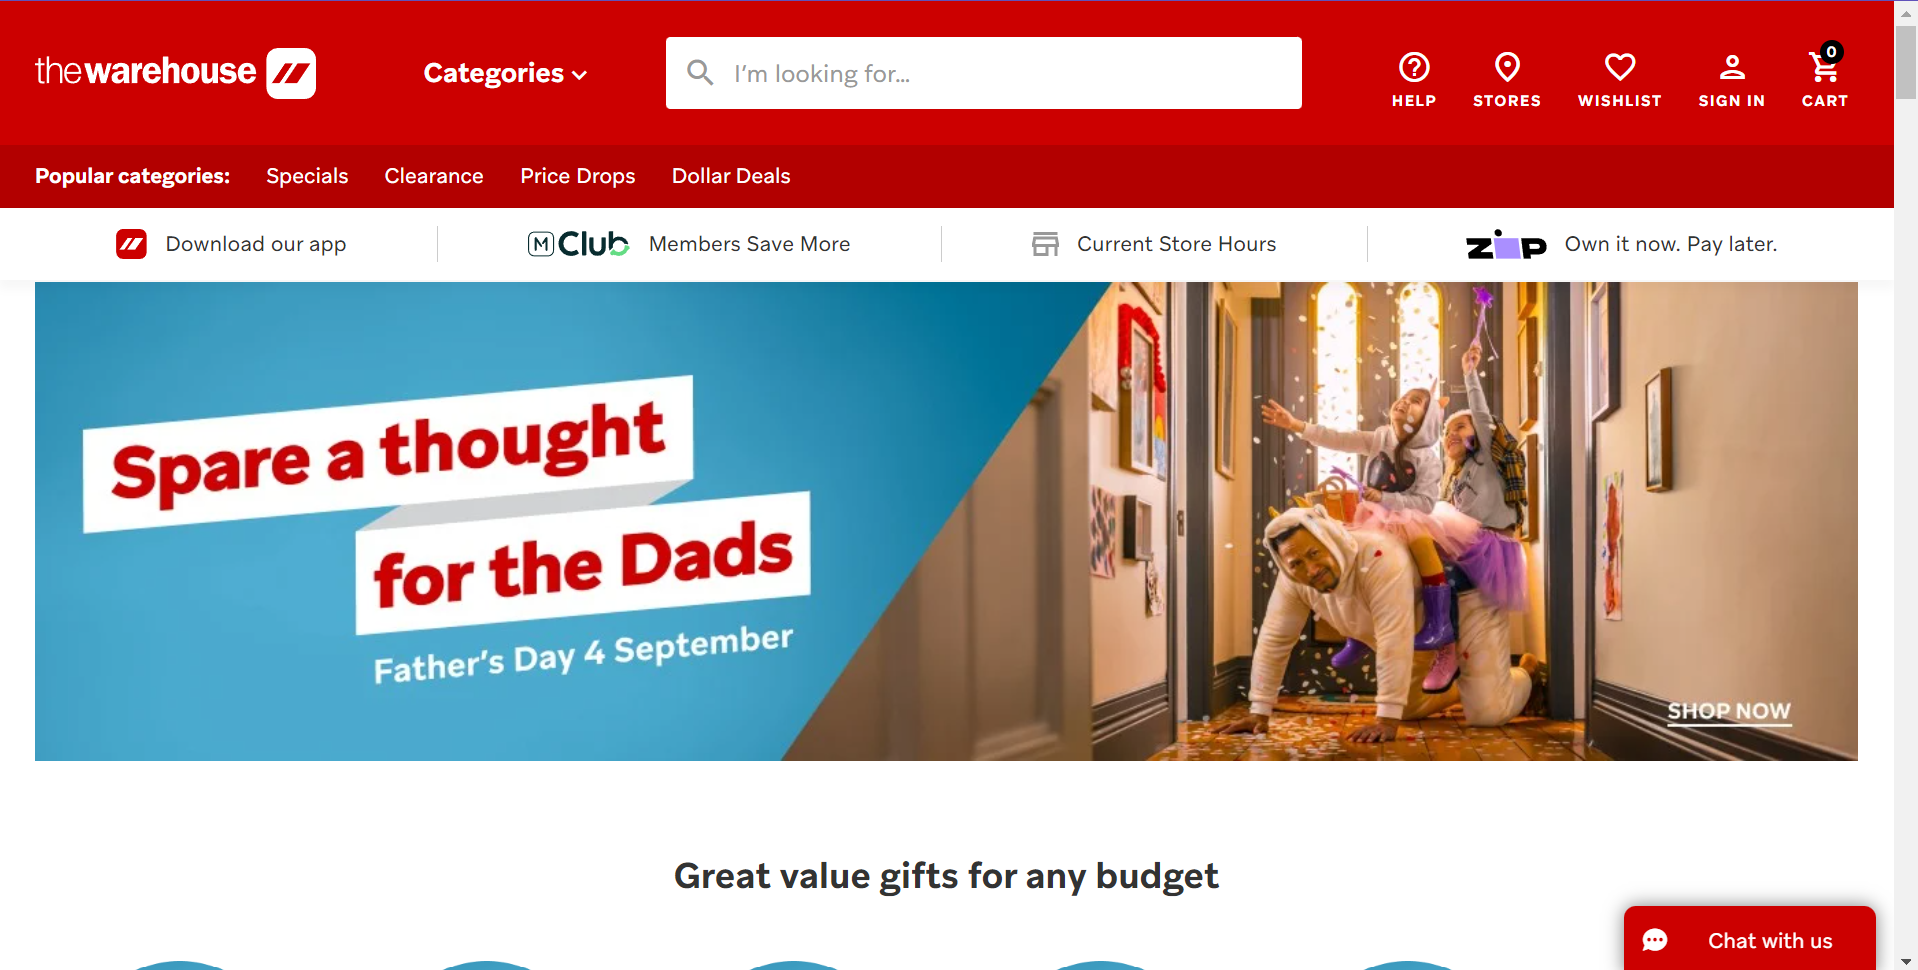 thewarehouse
Categories
I'm looking for...
HELP
STORES
WISHLIST
SIGN IN
0
CART
Popular categories:
Specials
Clearance
Price Drops
Dollar Deals
Download our app
M Club
Members Save More
Current Store Hours
zip
Own it now. Pay later.
Spare a thought
for the Dads
Father's Day 4 September
SHOP NOW
Great value gifts for any budget
Chat with us